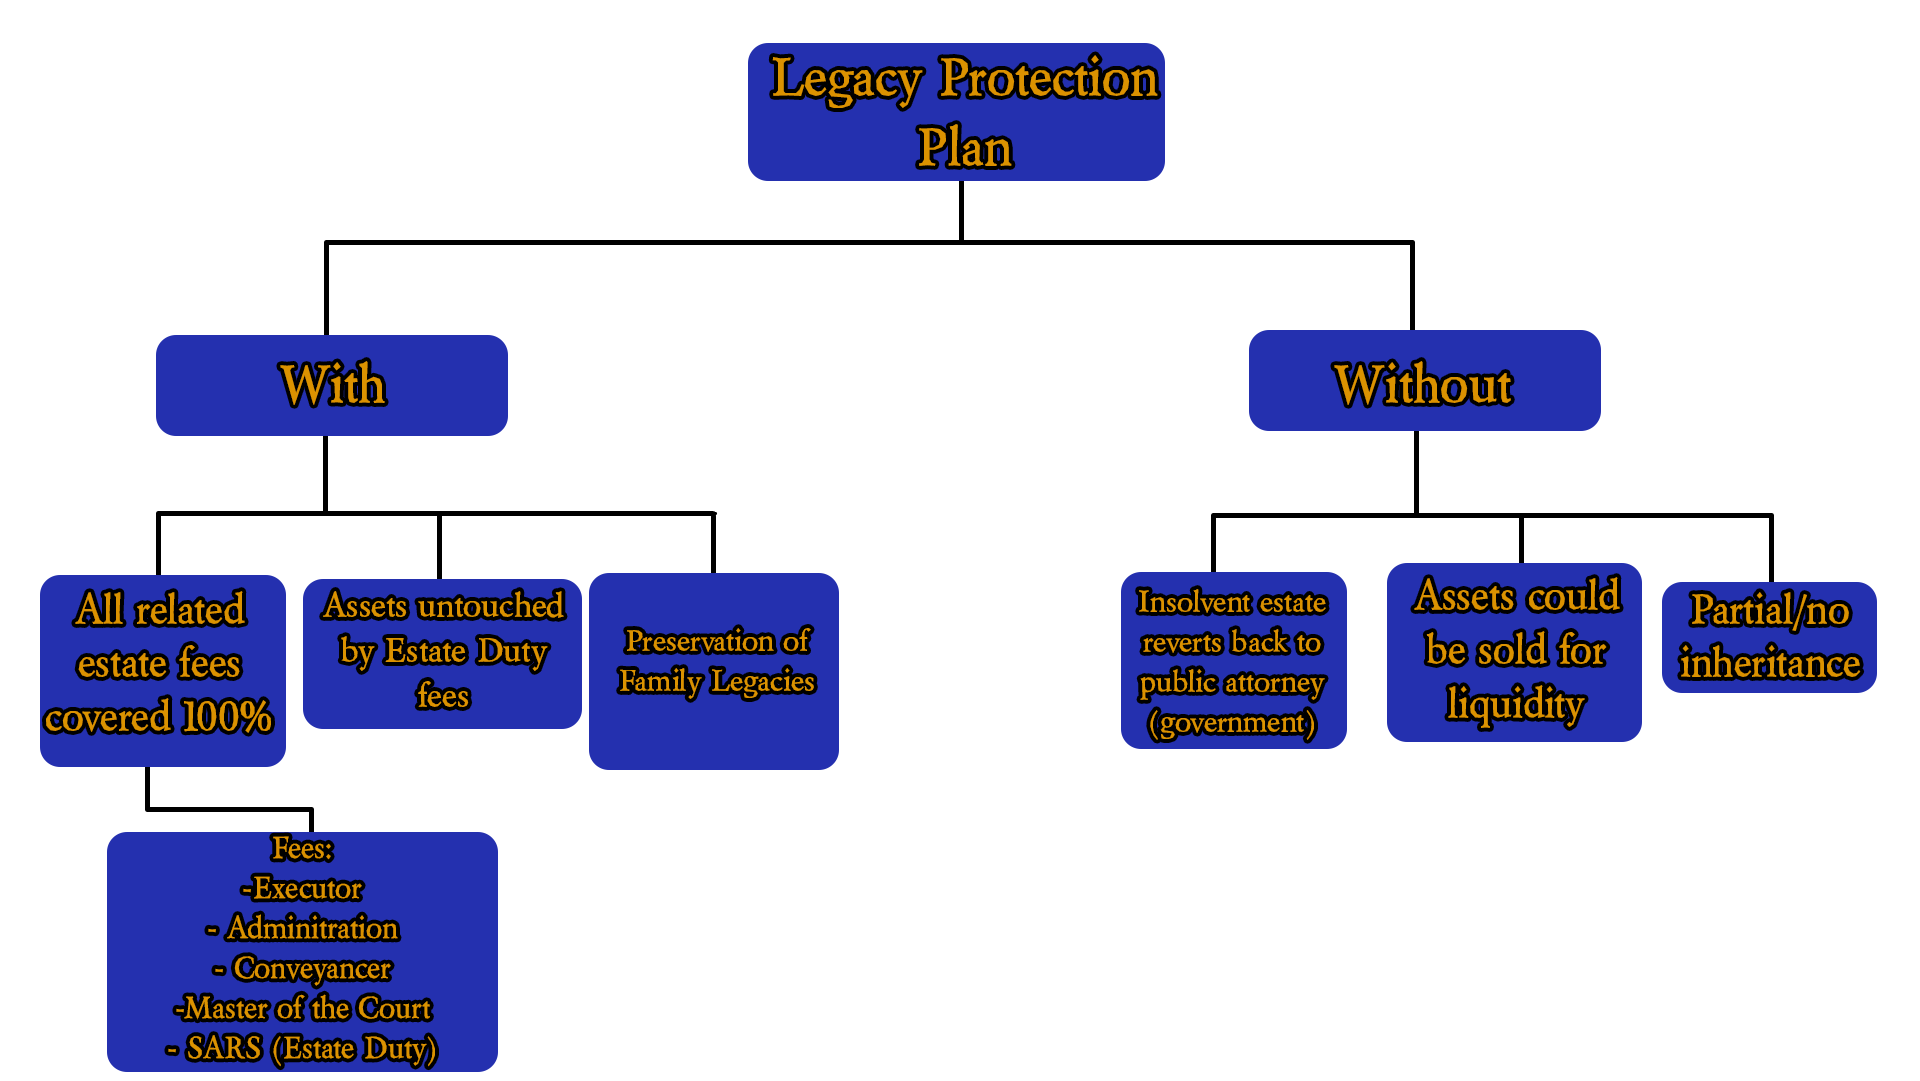 Legacy Protection
Plan
With
Without
All related
estate fees
covered 100%
Assets untouched
by Estate Duty
fees
Preservation of
Family Legacies
Insolvent estate
reverts back to
public attorney
(government)
Assets could
be sold for
liquidity
Partial/no
inheritance
Fees:
-Executor
- Adminitration
- Conveyancer
-Master of the Court
- SARS (Estate Duty)